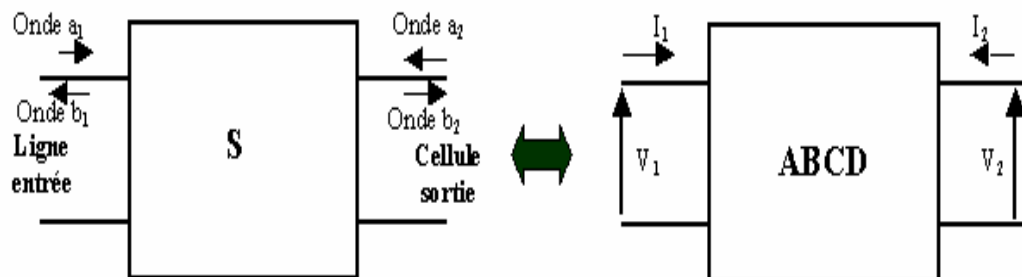 Onde a₁
Onde a₂
Onde b₁
Onde b₂
Ligne
entrée
S
Cellule
sortie
I₁
I₂
V₁
ABCD
V₂